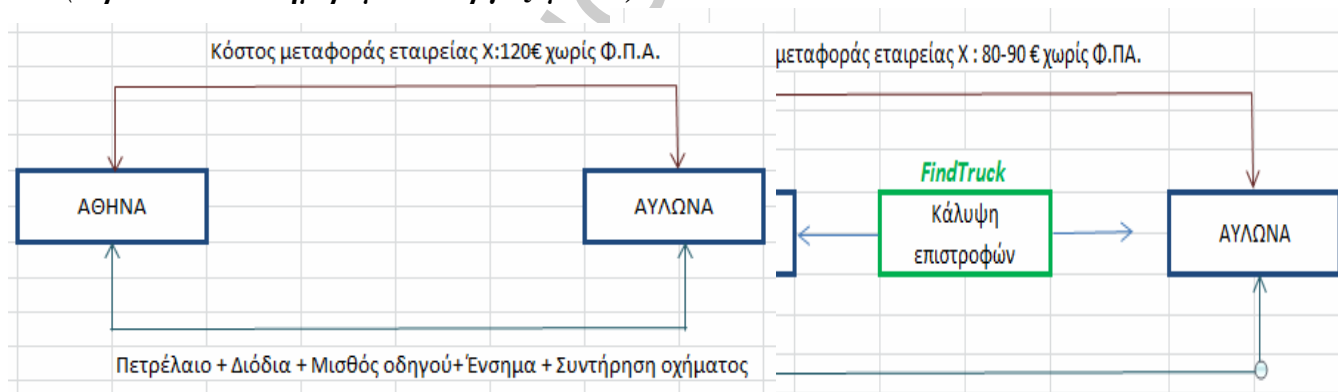 Κόστος μεταφοράς εταιρείας Χ:120€ χωρίς Φ.Π.Α.
ΑΘΗΝΑ
ΑΥΛΩΝΑ
Πετρέλαιο + Διόδια + Μισθός οδηγού+ Ένσημα + Συντήρηση οχήματος
μεταφοράς εταιρείας Χ : 80-90 € χωρίς Φ.ΠΑ.
FindTruck
Κάλυψη
επιστροφών
ΑΥΛΩΝΑ